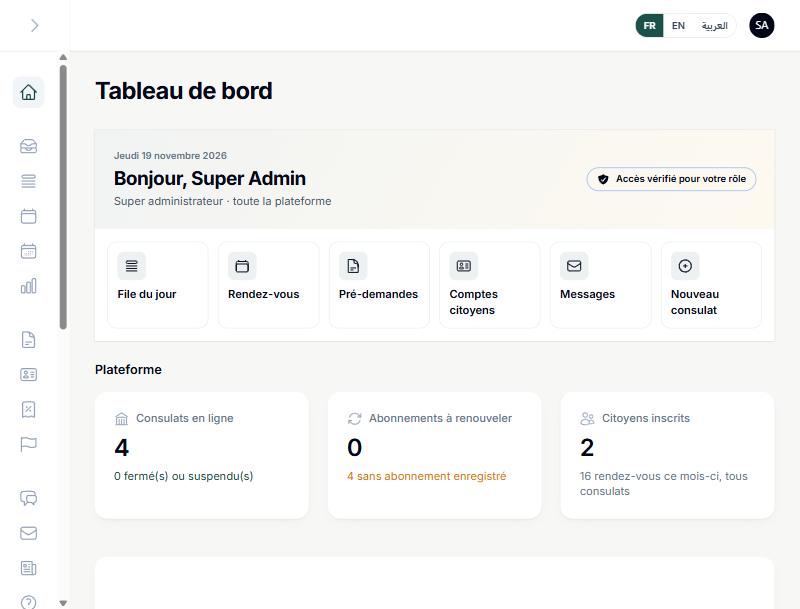 FR EN العربية SA
Tableau de bord
Jeudi 19 novembre 2026
Bonjour, Super Admin
Super administrateur · toute la plateforme
Accès vérifié pour votre rôle
File du jour
Rendez-vous
Pré-demandes
Comptes
citoyens
Messages
Nouveau
consulat
Plateforme
Consulats en ligne
4
0 fermé(s) ou suspendu(s)
Abonnements à renouveler
0
4 sans abonnement enregistré
Citoyens inscrits
2
16 rendez-vous ce mois-ci, tous
consulats